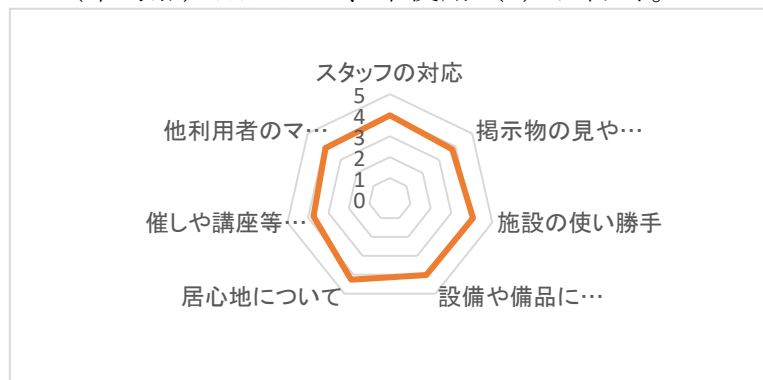 スタッフの対応
掲示物の見や…
施設の使い勝手
設備や備品に…
居心地について
催しや講座等…
他利用者のマ…
5
4
3
2
1
0